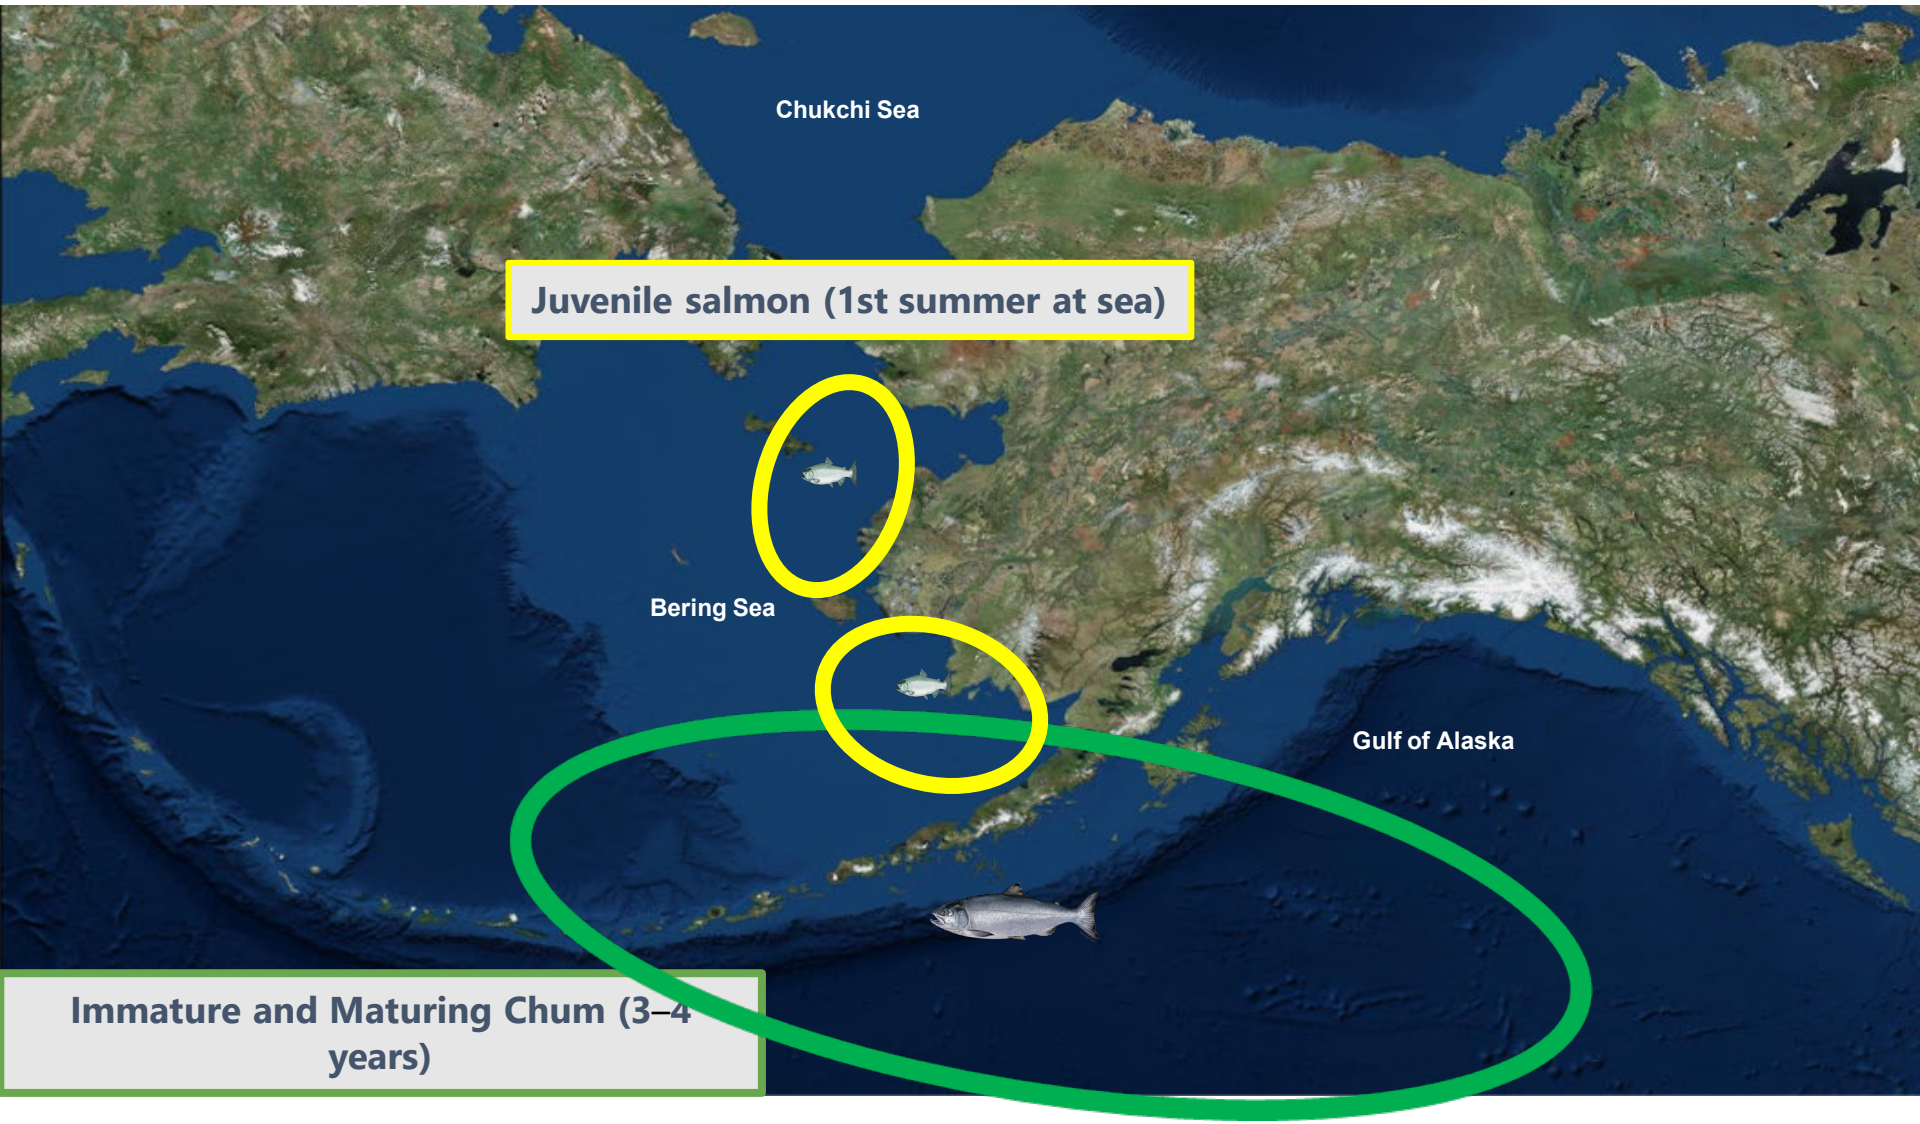 Chukchi Sea
Juvenile salmon (1st summer at sea)
Bering Sea
Gulf of Alaska
Immature and Maturing Chum (3–4
years)